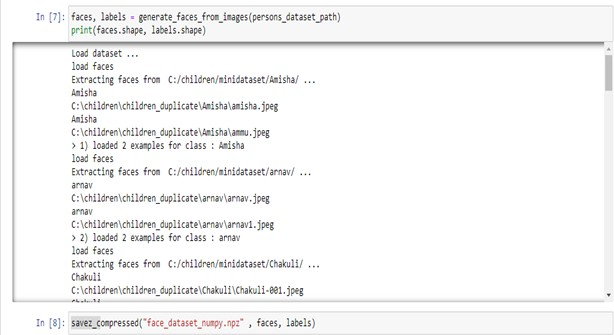 In [7]: faces, labels = generate_faces_from_images(persons_dataset_path)
print(faces.shape, labels.shape)
Load dataset ...
load faces
Extracting faces from  C:/children/minidataset/Amisha/ ...
Amisha
C:\children\children_duplicate\Amisha\amisha.jpeg
Amisha
C:\children\children_duplicate\Amisha\ammu.jpeg
> 1) loaded 2 examples for class : Amisha
load faces
Extracting faces from  C:/children/minidataset/arnav/ ...
arnav
C:\children\children_duplicate\arnav\arnav.jpeg
arnav
C:\children\children_duplicate\arnav\arnav1.jpeg
> 2) loaded 2 examples for class : arnav
load faces
Extracting faces from  C:/children/minidataset/Chakuli/ ...
Chakuli
C:\children\children_duplicate\Chakuli\Chakuli-001.jpeg
In [8]: savez_compressed("face_dataset_numpy.npz" , faces, labels)